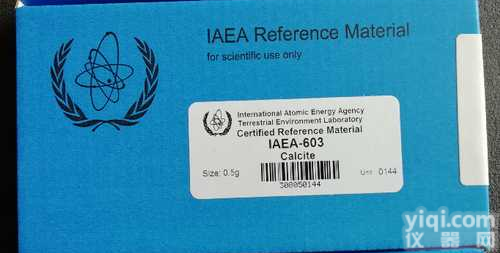 IAEA Reference Material
for scientific use only
International Atomic Energy Agency
Terrestrial Environment Laboratory
Certified Reference Material
IAEA-603
Calcite
Size: 0.5g
Unit 0144
300050144
yiqi.com
仪器网